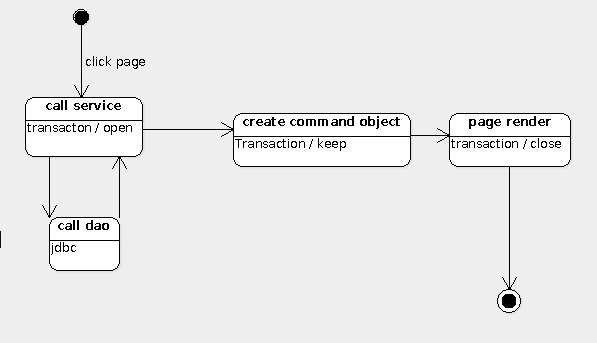 click page
call service
transacton / open
create command object
Transaction / keep
page render
transaction / close
call dao
jdbc